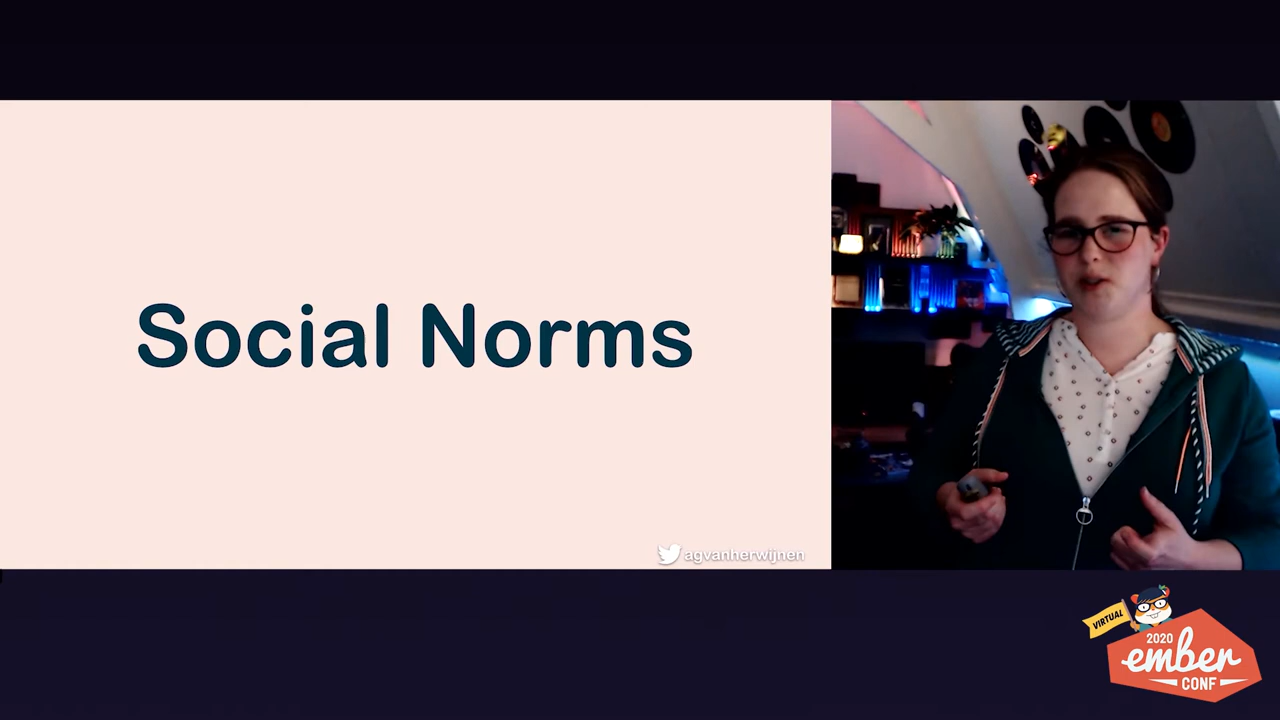 Social Norms
agvanherwijnen
VIRTUAL
2020
ember
CONF